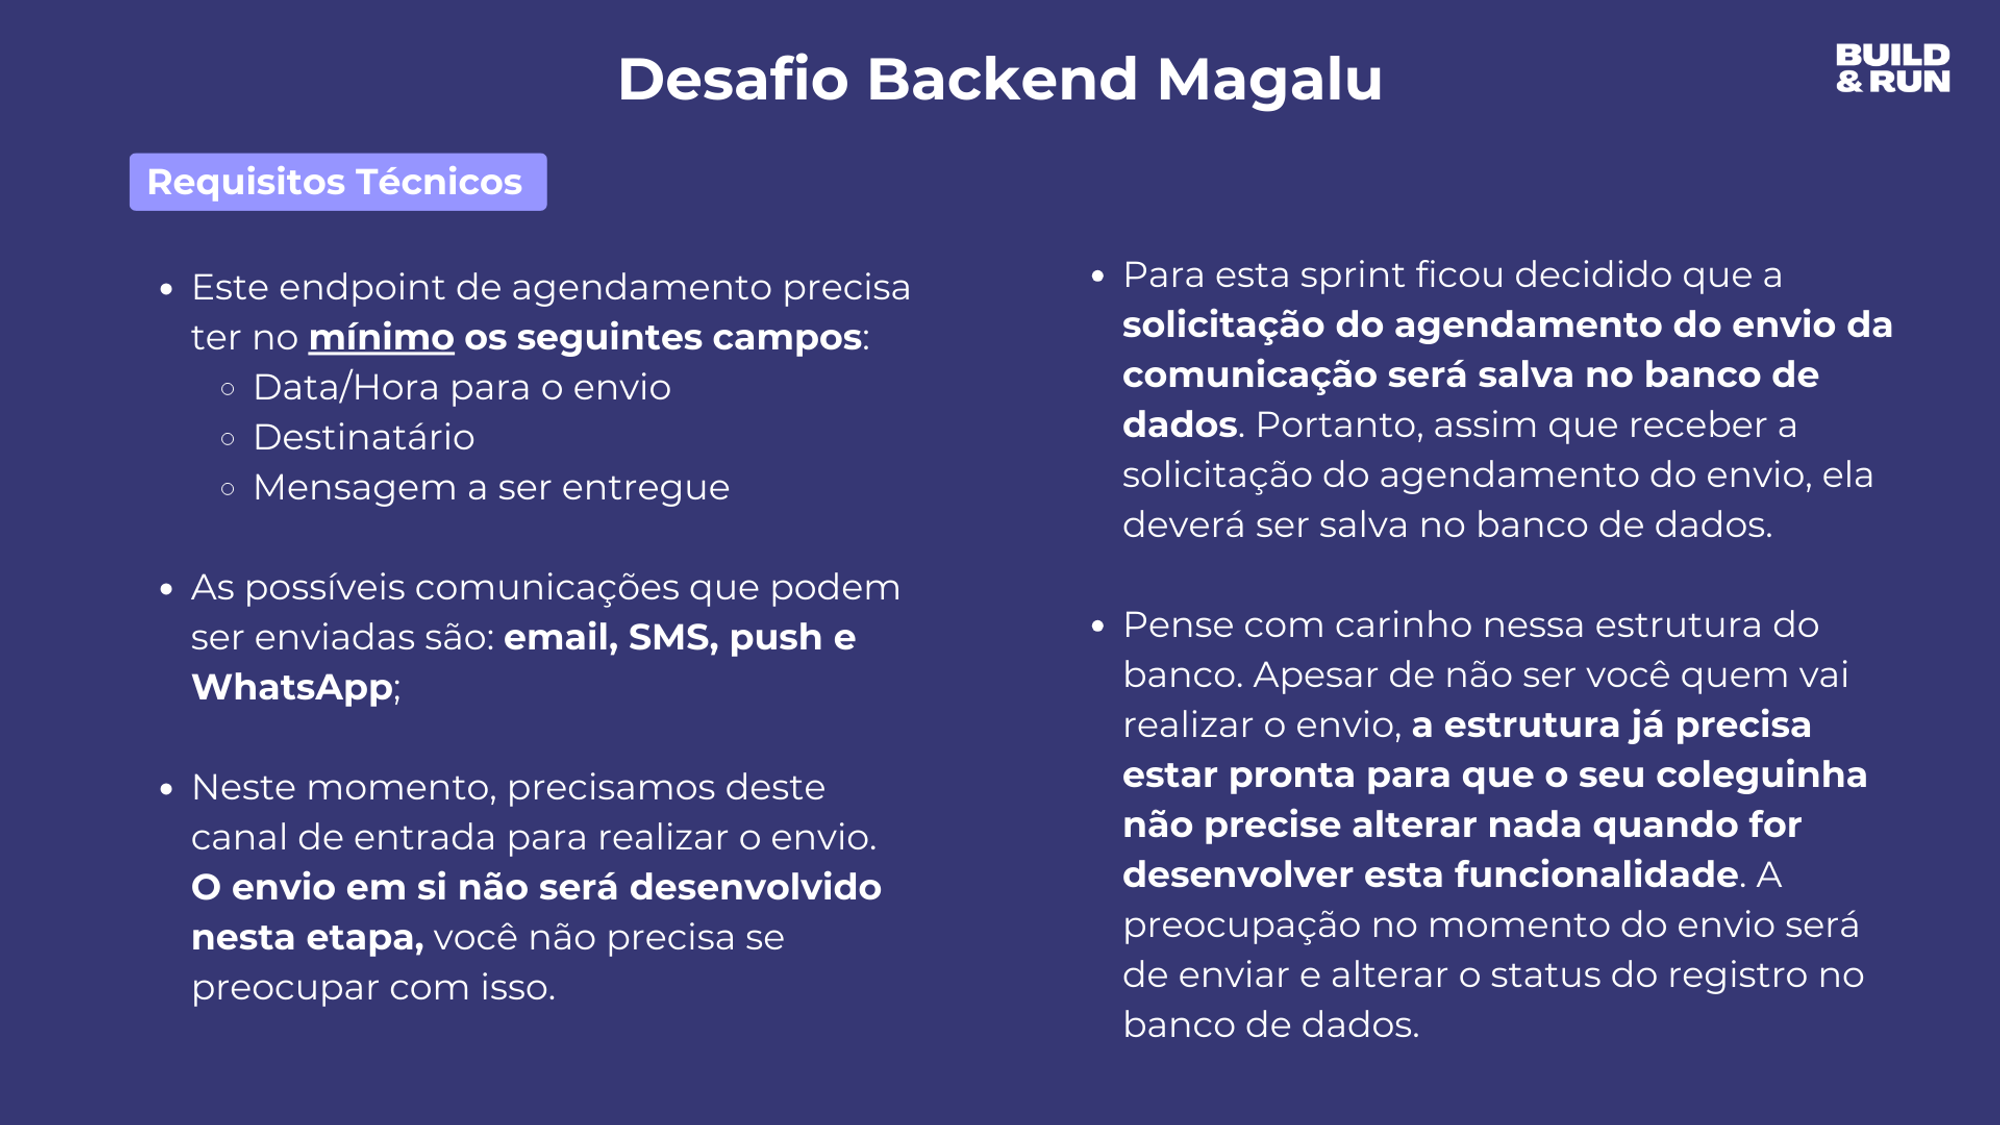 Desafio Backend Magalu
BUILD
& RUN
Requisitos Técnicos
• Este endpoint de agendamento precisa
ter no mínimo os seguintes campos:
○ Data/Hora para o envio
○ Destinatário
○ Mensagem a ser entregue
• As possíveis comunicações que podem
ser enviadas são: email, SMS, push e
WhatsApp;
• Neste momento, precisamos deste
canal de entrada para realizar o envio.
O envio em si não será desenvolvido
nesta etapa, você não precisa se
preocupar com isso.
• Para esta sprint ficou decidido que a
solicitação do agendamento do envio da
comunicação será salva no banco de
dados. Portanto, assim que receber a
solicitação do agendamento do envio, ela
deverá ser salva no banco de dados.
• Pense com carinho nessa estrutura do
banco. Apesar de não ser você quem vai
realizar o envio, a estrutura já precisa
estar pronta para que o seu coleguinha
não precise alterar nada quando for
desenvolver esta funcionalidade. A
preocupação no momento do envio será
de enviar e alterar o status do registro no
banco de dados.